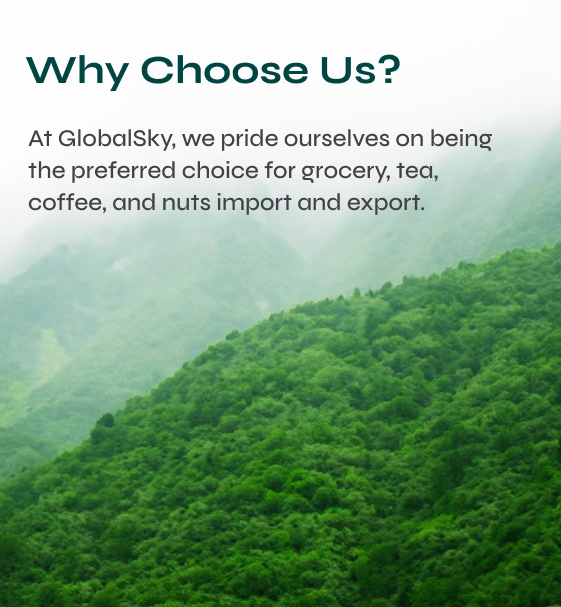 Why Choose Us?
At GlobalSky, we pride ourselves on being
the preferred choice for grocery, tea,
coffee, and nuts import and export.